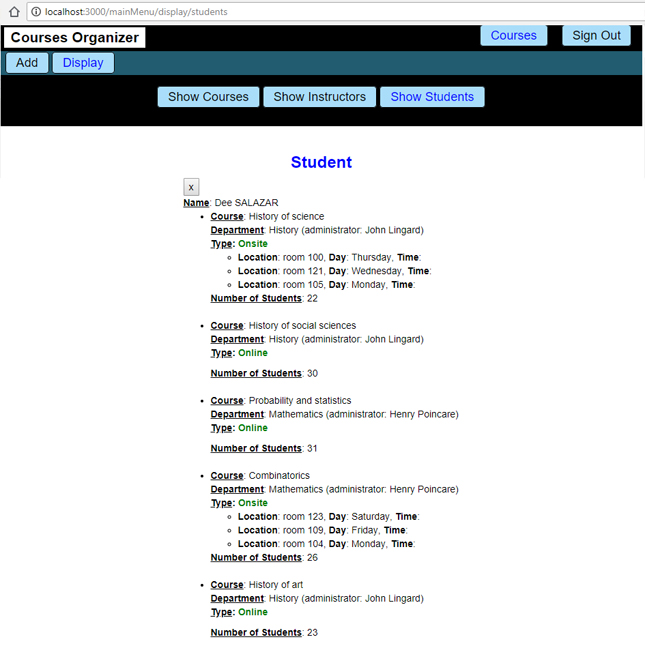 localhost:3000/mainMenu/display/students
Courses Organizer
Courses
Sign Out
Add
Display
Show Courses
Show Instructors
Show Students
Student
x
Name: Dee SALAZAR
Course: History of science
Department: History (administrator: John Lingard)
Type: Onsite
Location: room 100, Day: Thursday, Time:
Location: room 121, Day: Wednesday, Time:
Location: room 105, Day: Monday, Time:
Number of Students: 22
Course: History of social sciences
Department: History (administrator: John Lingard)
Type: Online
Number of Students: 30
Course: Probability and statistics
Department: Mathematics (administrator: Henry Poincare)
Type: Online
Number of Students: 31
Course: Combinatorics
Department: Mathematics (administrator: Henry Poincare)
Type: Onsite
Location: room 123, Day: Saturday, Time:
Location: room 109, Day: Friday, Time:
Location: room 104, Day: Monday, Time:
Number of Students: 26
Course: History of art
Department: History (administrator: John Lingard)
Type: Online
Number of Students: 23